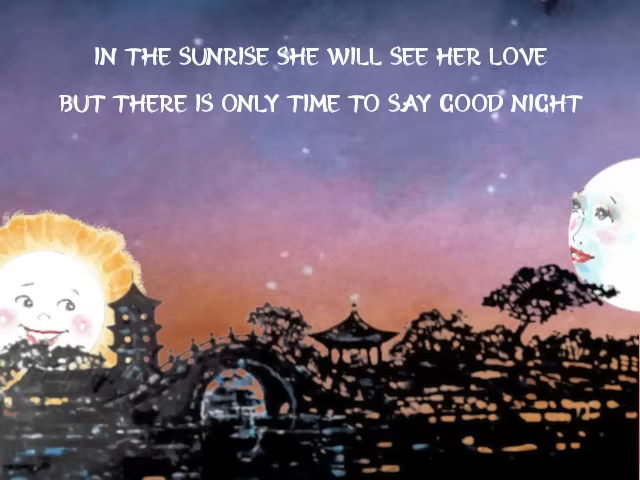 IN THE SUNRISE SHE WILL SEE HER LOVE
BUT THERE IS ONLY TIME TO SAY GOOD NIGHT